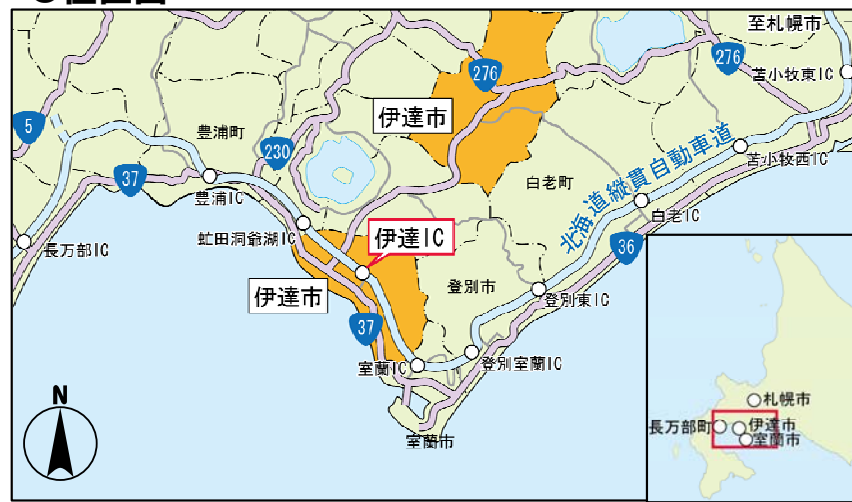 至札幌市
276
276
苫小牧東IC
5
伊達市
豊浦町
230
北海道縦貫自動車道
苫小牧西IC
37
白老町
豊浦IC
白老IC
虻田洞爺湖IC
伊達IC
36
長万部IC
伊達市
登別市
登別東IC
37
室蘭IC
登別室蘭IC
N
室蘭市
札幌市
長万部町
伊達市
室蘭市